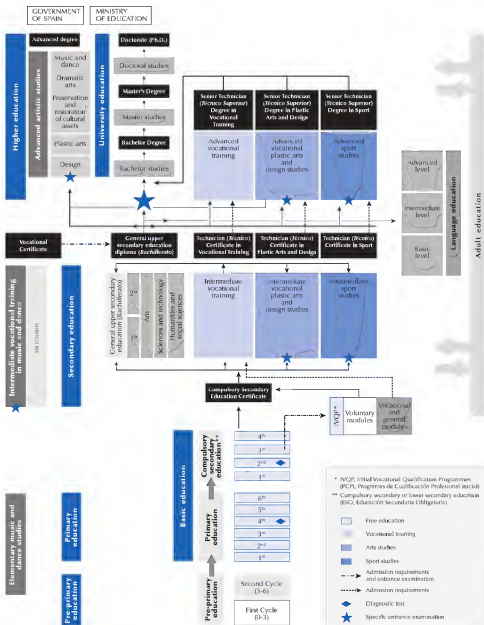 GOVERNMENT
OF SPAIN
MINISTRY
OF EDUCATION
Higher education
Advanced artistic studies
Advanced degree
Music and
dance
Dramatic
arts
Preservation
and
restoration
of cultural
assets
Plastic arts
Design
University education
Doctorate (Ph.D.)
Doctoral studies
Master's Degree
Master studies
Bachelor Degree
Bachelor studies
Senior Technician
(Técnico Superior)
Degree in
Vocational
Training
Advanced
vocational
training
Senior Technician
(Técnico Superior)
Degree in Plastic
Arts and Design
Advanced
vocational
plastic arts
and
design studies
Senior Technician
(Técnico Superior)
Degree in Sport
Advanced
sport
studies
Advanced
level
Intermediate
level
Basic
level
Language education
Adult education
Vocational
Certificate
General upper
secondary education
diploma (Bachillerato)
Technician (Técnico)
Certificate in
Vocational Training
Technician (Técnico)
Certificate in
Plastic Arts and Design
Technician (Técnico)
Certificate in Sport
Intermediate vocational training
in music and dance
SIX COURSES
Secondary education
General upper secondary
education (Bachillerato)
2nd
1st
Arts
Sciences and technology
Humanities and
social sciences
Intermediate
vocational
training
Intermediate
vocational
plastic arts
and
design studies
Intermediate
sport
studies
Compulsory Secondary
Education Certificate
IVQP*
Voluntary
modules
Vocational
and
general
modules
Basic education
Compulsory
secondary
education**
4th
3rd
2nd
1st
Primary
education
6th
5th
4th
3rd
2nd
1st
Pre-primary
education
Second Cycle
(3-6)
First Cycle
(0-3)
Elementary music and
dance studies
Primary
education
Pre-primary
education
* IVQP, Initial Vocational Qualification Programmes
(PCPI, Programas de Cualificación Profesional Inicial)
** Compulsory secondary or lower secondary education
(ESO, Educación Secundaria Obligatoria)
Free education
Vocational training
Arts studies
Sport studies
Admission requirements
and entrance examination
Admission requirements
Diagnostic test
Specific entrance examination